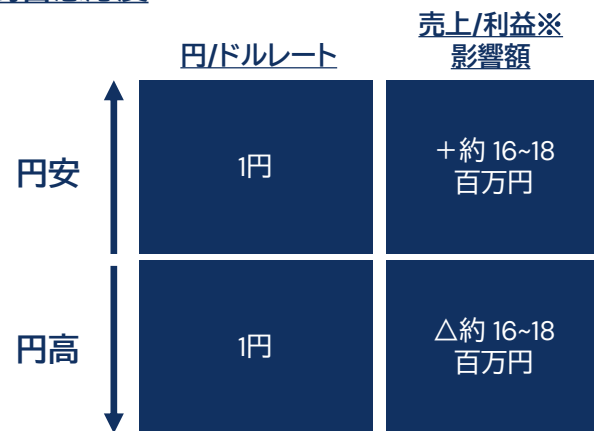 円/ドルレート
売上/利益※
影響額
円安
1円
＋約 16~18
百万円
円高
1円
△約 16~18
百万円